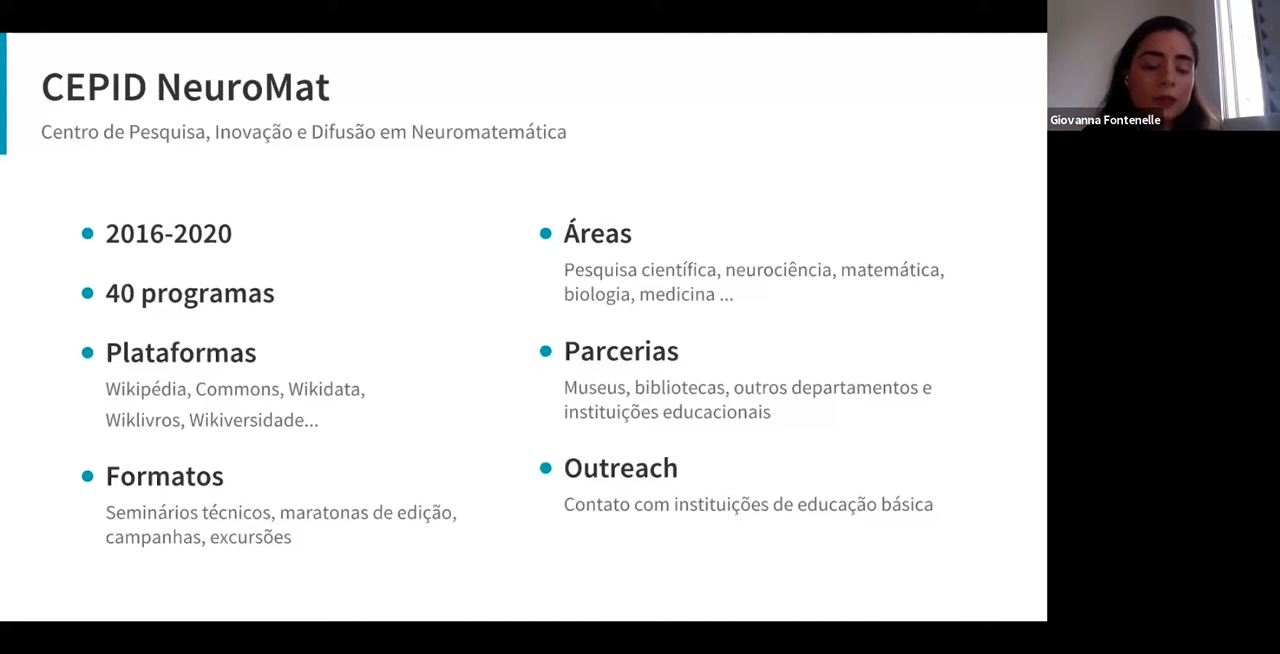 CEPID NeuroMat
Centro de Pesquisa, Inovação e Difusão em Neuromatemática
2016-2020
40 programas
Plataformas
Wikipédia, Commons, Wikidata,
Wiklivros, Wikiversidade...
Formatos
Seminários técnicos, maratonas de edição,
campanhas, excursões
Áreas
Pesquisa científica, neurociência, matemática,
biologia, medicina ...
Parcerias
Museus, bibliotecas, outros departamentos e
instituições educacionais
Outreach
Contato com instituições de educação básica
Giovanna Fontenelle